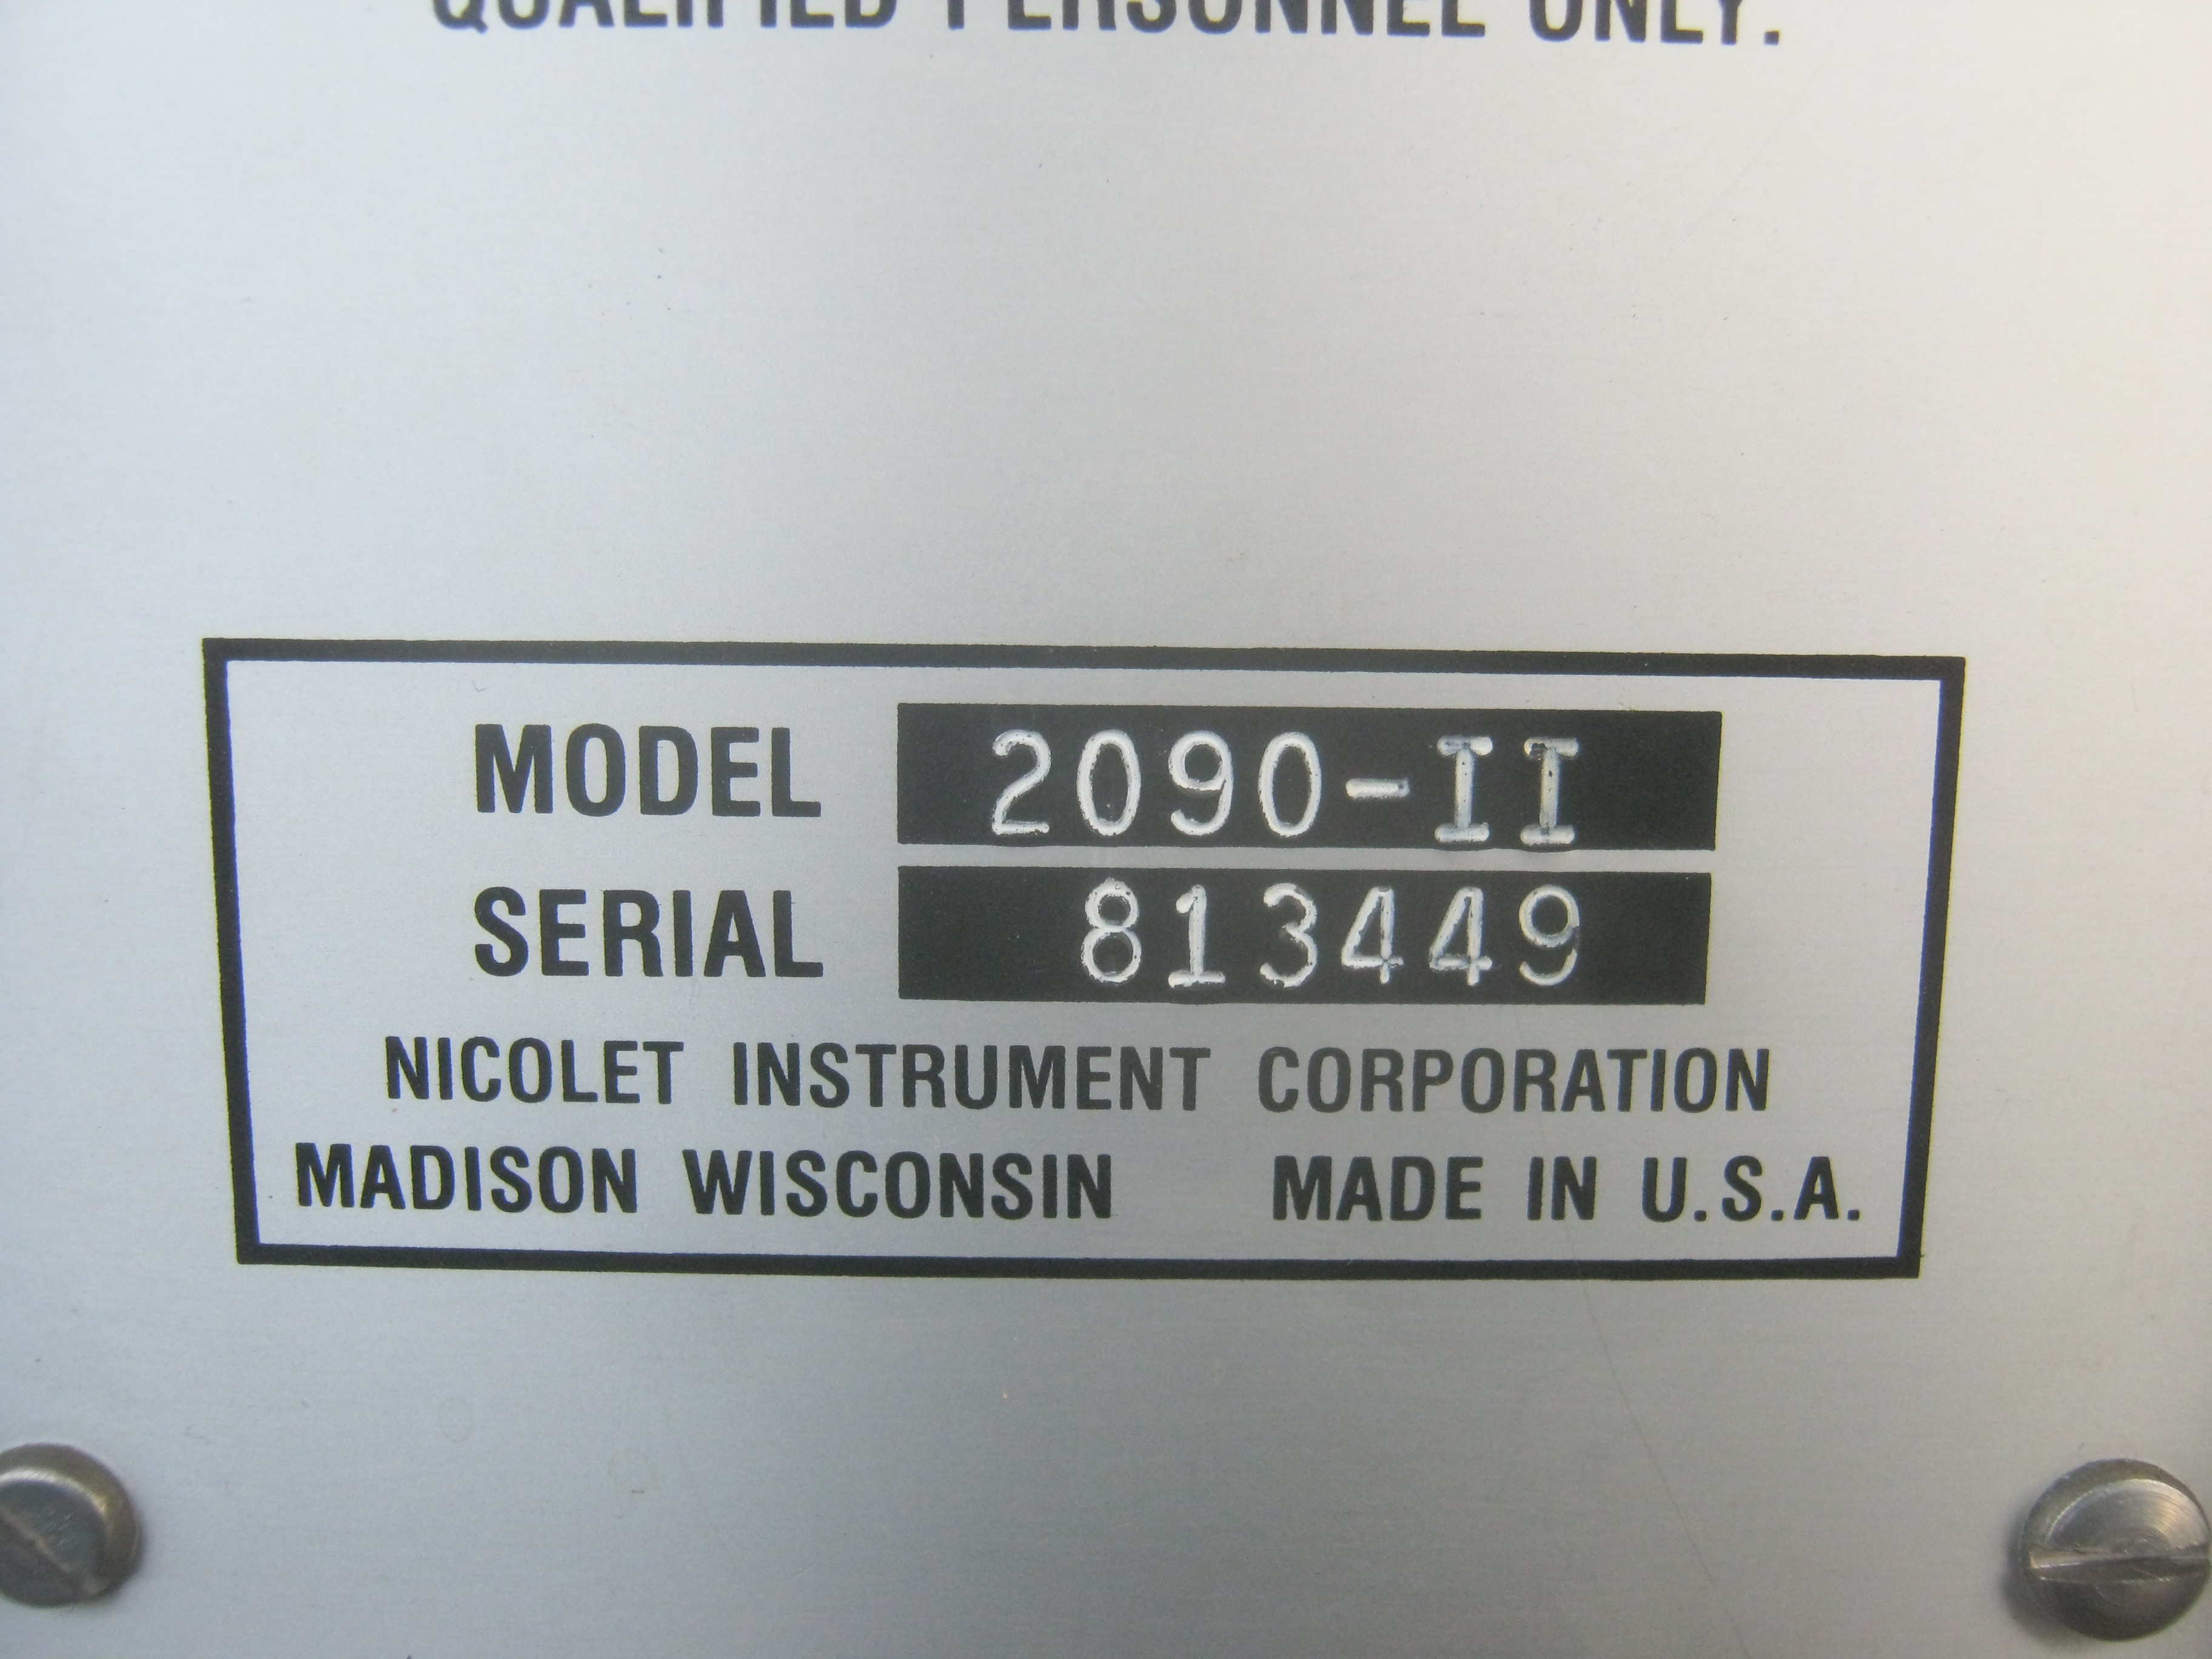 QUALIFIED PERSONNEL ONLY.
MODEL 2090-II
SERIAL 813449
NICOLET INSTRUMENT CORPORATION
MADISON WISCONSIN MADE IN U.S.A.